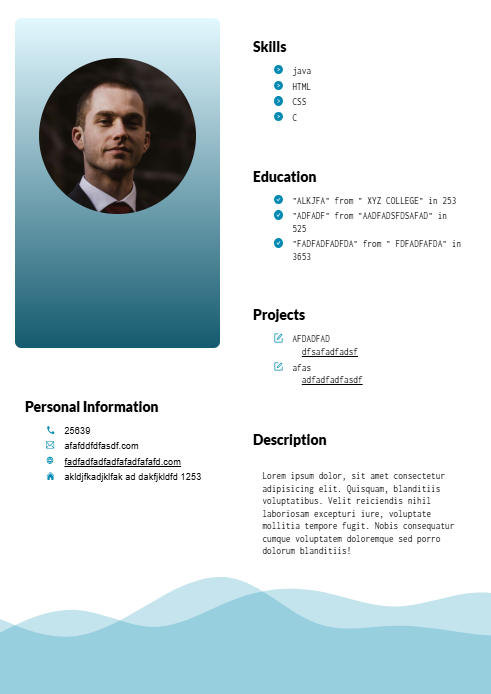 Skills
java
HTML
CSS
C
Education
"ALKJFA" from " XYZ COLLEGE" in 253
"ADFADF" from "AADFADSFDSAFAD" in
525
"FADFADFADFDA" from " FDFADFAFDA" in
3653
Projects
AFDADFAD
dfsafadfadsf
afas
adfadfadfasdf
Personal Information
25639
afafddfdfasdf.com
fadfadfadfadfafadfafafd.com
akldjfkadjklfak ad dakfjkldfd 1253
Description
Lorem ipsum dolor, sit amet consectetur
adipisicing elit. Quisquam, blanditiis
voluptatibus. Velit reiciendis nihil
laboriosam excepturi iure, voluptate
mollitia tempore fugit. Nobis consequatur
cumque voluptatem doloremque sed porro
dolorum blanditiis!